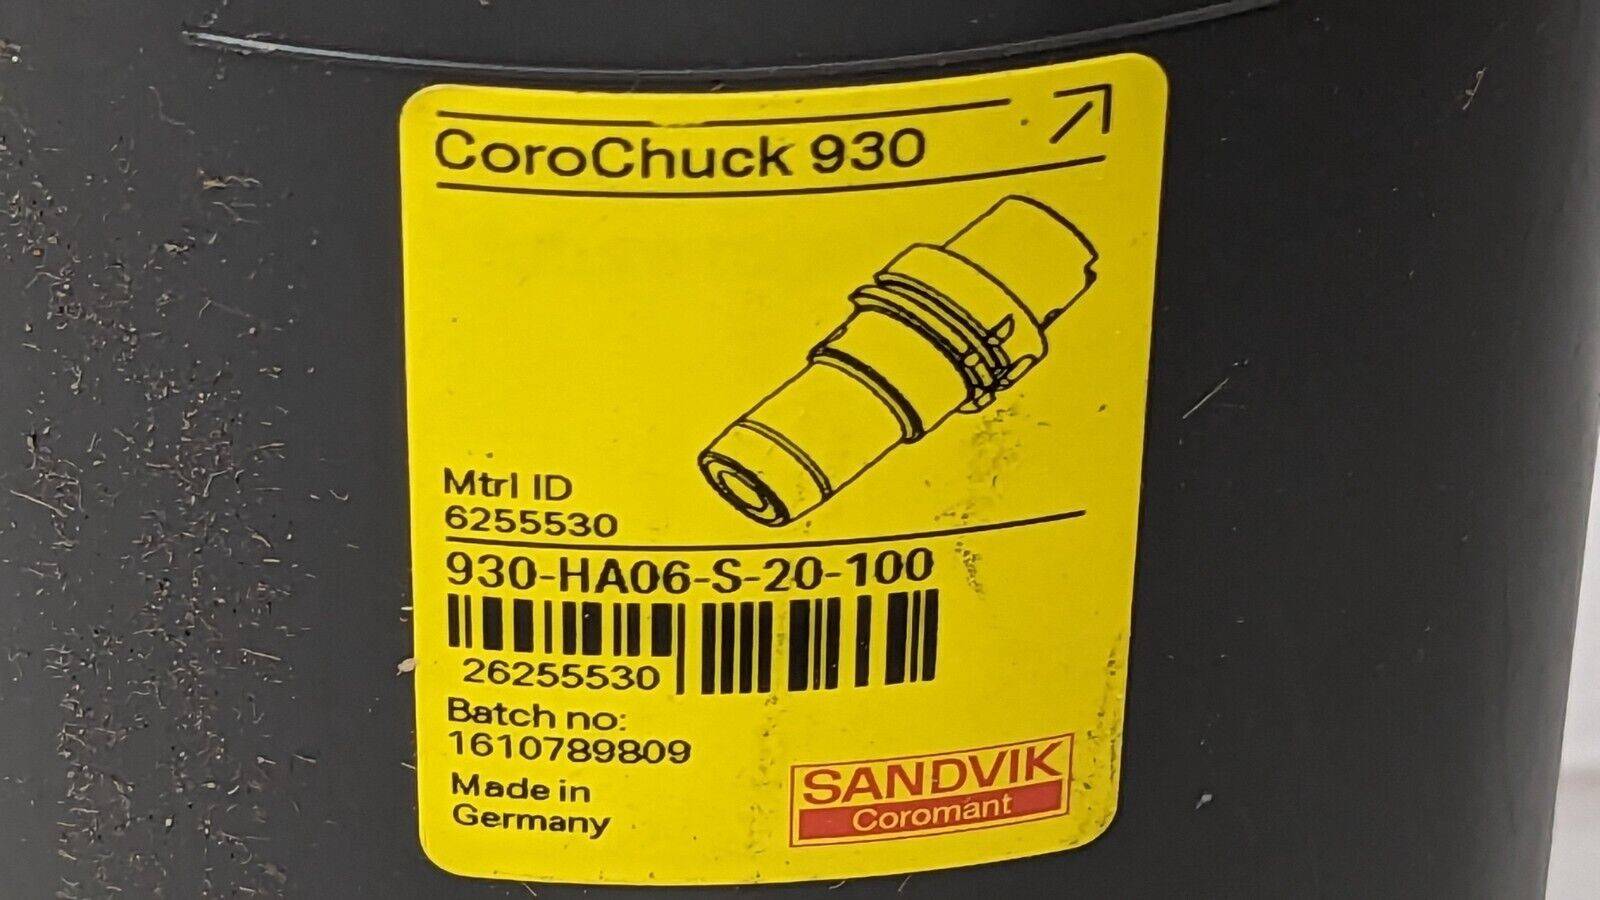 CoroChuck 930
Mtrl ID
6255530
930-HA06-S-20-100
26255530
Batch no:
1610789809
Made in
Germany
SANDVIK
Coromant